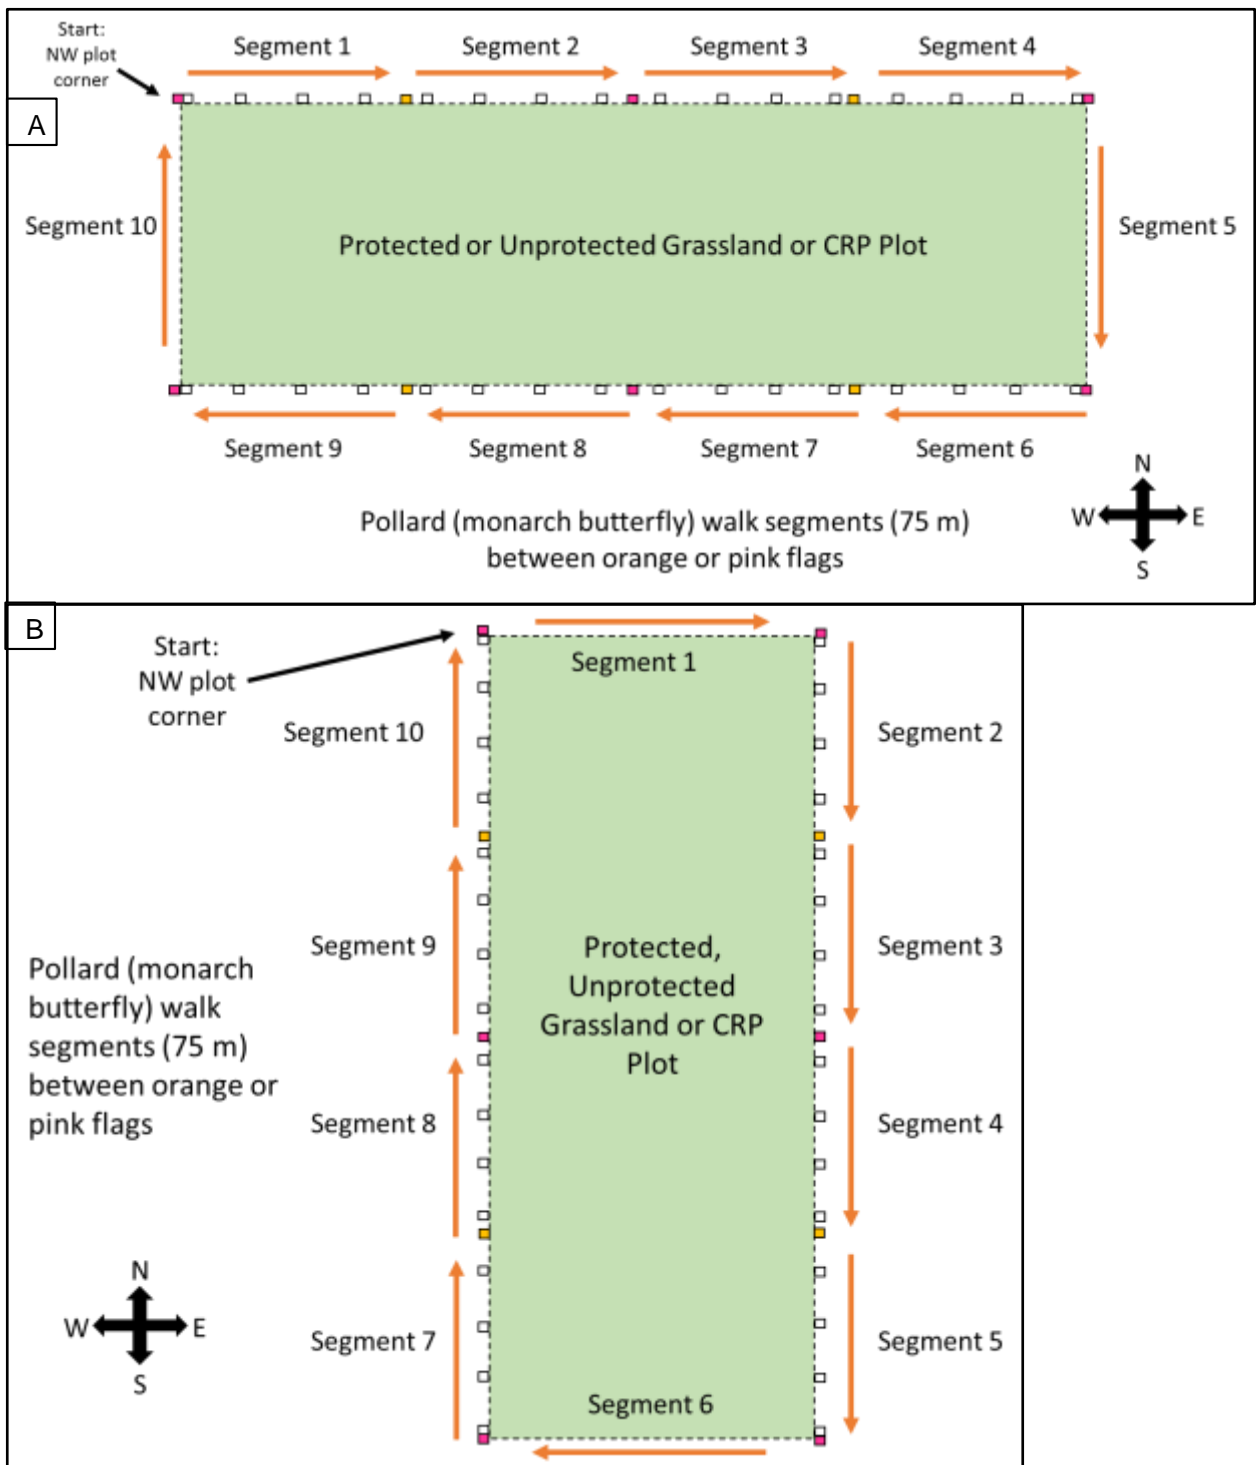 Start:
NW plot
corner
Segment 1
Segment 2
Segment 3
Segment 4
A
Segment 10
Protected or Unprotected Grassland or CRP Plot
Segment 5
Segment 9
Segment 8
Segment 7
Segment 6
Pollard (monarch butterfly) walk segments (75 m)
between orange or pink flags
N
W
E
S
B
Start:
NW plot
corner
Segment 1
Segment 10
Segment 2
Segment 9
Protected,
Unprotected
Grassland or CRP
Plot
Segment 3
Pollard (monarch
butterfly) walk
segments (75 m)
between orange or
pink flags
Segment 8
Segment 4
N
W
E
S
Segment 7
Segment 5
Segment 6